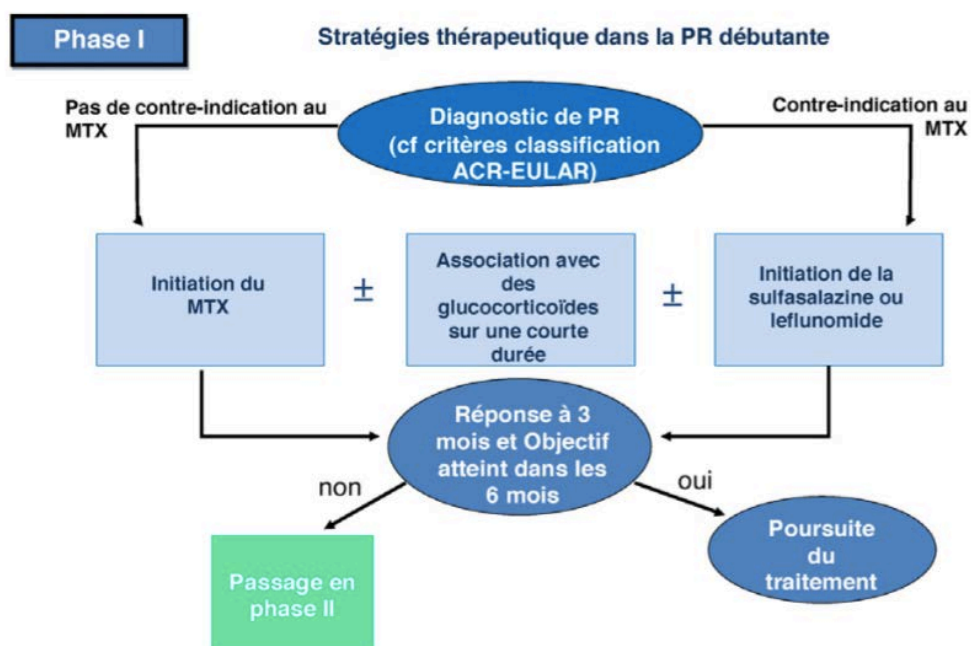 Phase I
Stratégies thérapeutique dans la PR débutante
Pas de contre-indication au
MTX
Diagnostic de PR
(cf critères classification
ACR-EULAR)
Contre-indication au
MTX
Initiation du
MTX
±
Association avec
des
glucocorticoïdes
sur une courte
durée
±
Initiation de la
sulfasalazine ou
leflunomide
Réponse à 3
mois et Objectif
atteint dans les
6 mois
non
oui
Passage en
phase II
Poursuite
du
traitement